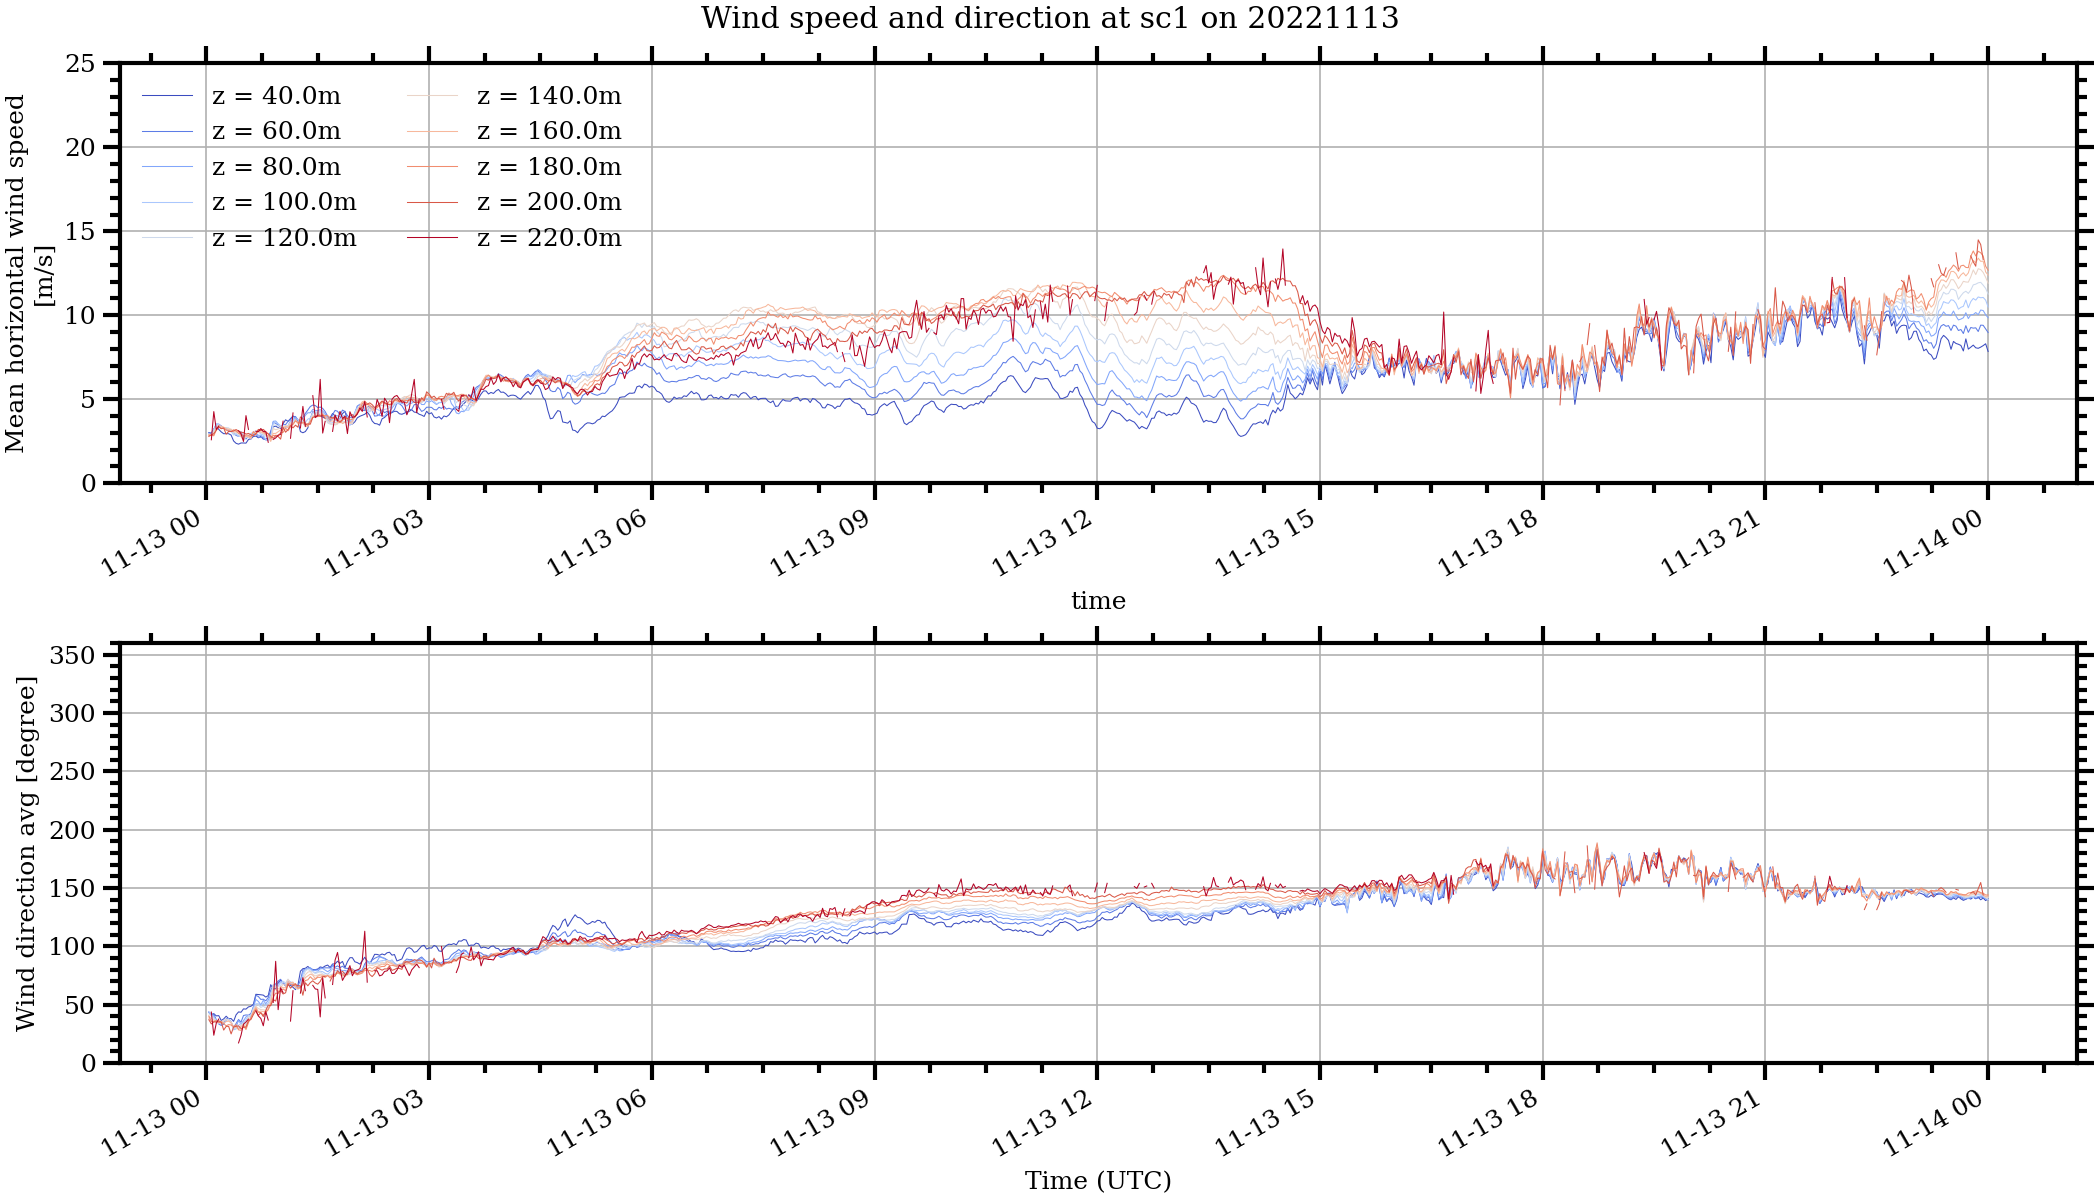 Wind speed and direction at sc1 on 20221113
Mean horizontal wind speed
[m/s]
25
20
15
10
5
0
z = 40.0m
z = 60.0m
z = 80.0m
z = 100.0m
z = 120.0m
z = 140.0m
z = 160.0m
z = 180.0m
z = 200.0m
z = 220.0m
11-13 00
11-13 03
11-13 06
11-13 09
11-13 12
11-13 15
11-13 18
11-13 21
11-14 00
time
Wind direction avg [degree]
350
300
250
200
150
100
50
0
11-13 00
11-13 03
11-13 06
11-13 09
11-13 12
11-13 15
11-13 18
11-13 21
11-14 00
Time (UTC)